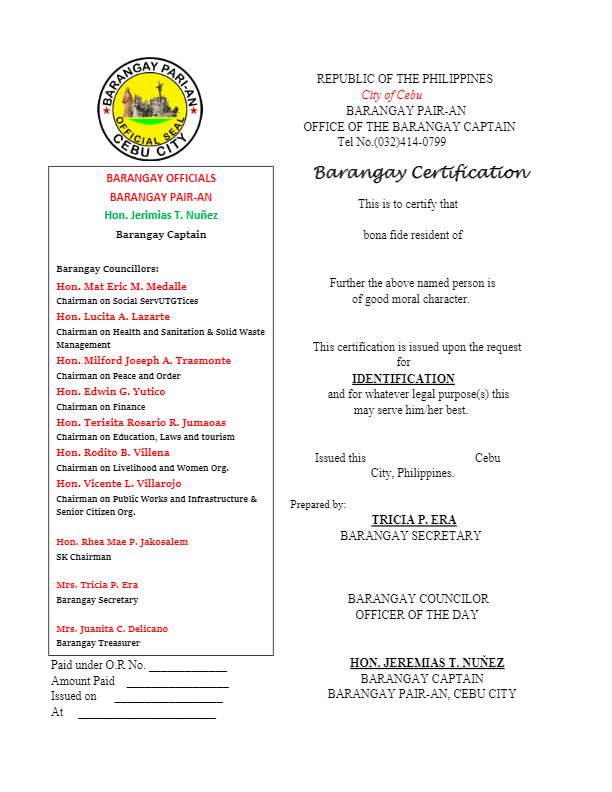 BARANGAY PARI-AN
OFFICIAL SEAL
CEBU CITY
REPUBLIC OF THE PHILIPPINES
City of Cebu
BARANGAY PAIR-AN
OFFICE OF THE BARANGAY CAPTAIN
Tel No.(032)414-0799
BARANGAY OFFICIALS
BARANGAY PAIR-AN
Hon. Jerimias T. Nuñez
Barangay Captain
Barangay Councillors:
Hon. Mat Eric M. Medalle
Chairman on Social ServUTGTices
Hon. Lucita A. Lazarte
Chairman on Health and Sanitation & Solid Waste
Management
Hon. Milford Joseph A. Trasmonte
Chairman on Peace and Order
Hon. Edwin G. Yutico
Chairman on Finance
Hon. Terisita Rosario R. Jumaoas
Chairman on Education, Laws and tourism
Hon. Rodito B. Villena
Chairman on Livelihood and Women Org.
Hon. Vicente L. Villarojo
Chairman on Public Works and Infrastructure &
Senior Citizen Org.
Hon. Rhea Mae P. Jakosalem
SK Chairman
Mrs. Tricia P. Era
Barangay Secretary
Mrs. Juanita C. Delicano
Barangay Treasurer
Paid under O.R No. _____________
Amount Paid _________________
Issued on __________________
At _______________________
Barangay Certification
This is to certify that
bona fide resident of
Further the above named person is
of good moral character.
This certification is issued upon the request
for
IDENTIFICATION
and for whatever legal purpose(s) this
may serve him/her best.
Issued this Cebu
City, Philippines.
Prepared by:
TRICIA P. ERA
BARANGAY SECRETARY
BARANGAY COUNCILOR
OFFICER OF THE DAY
HON. JEREMIAS T. NUÑEZ
BARANGAY CAPTAIN
BARANGAY PAIR-AN, CEBU CITY